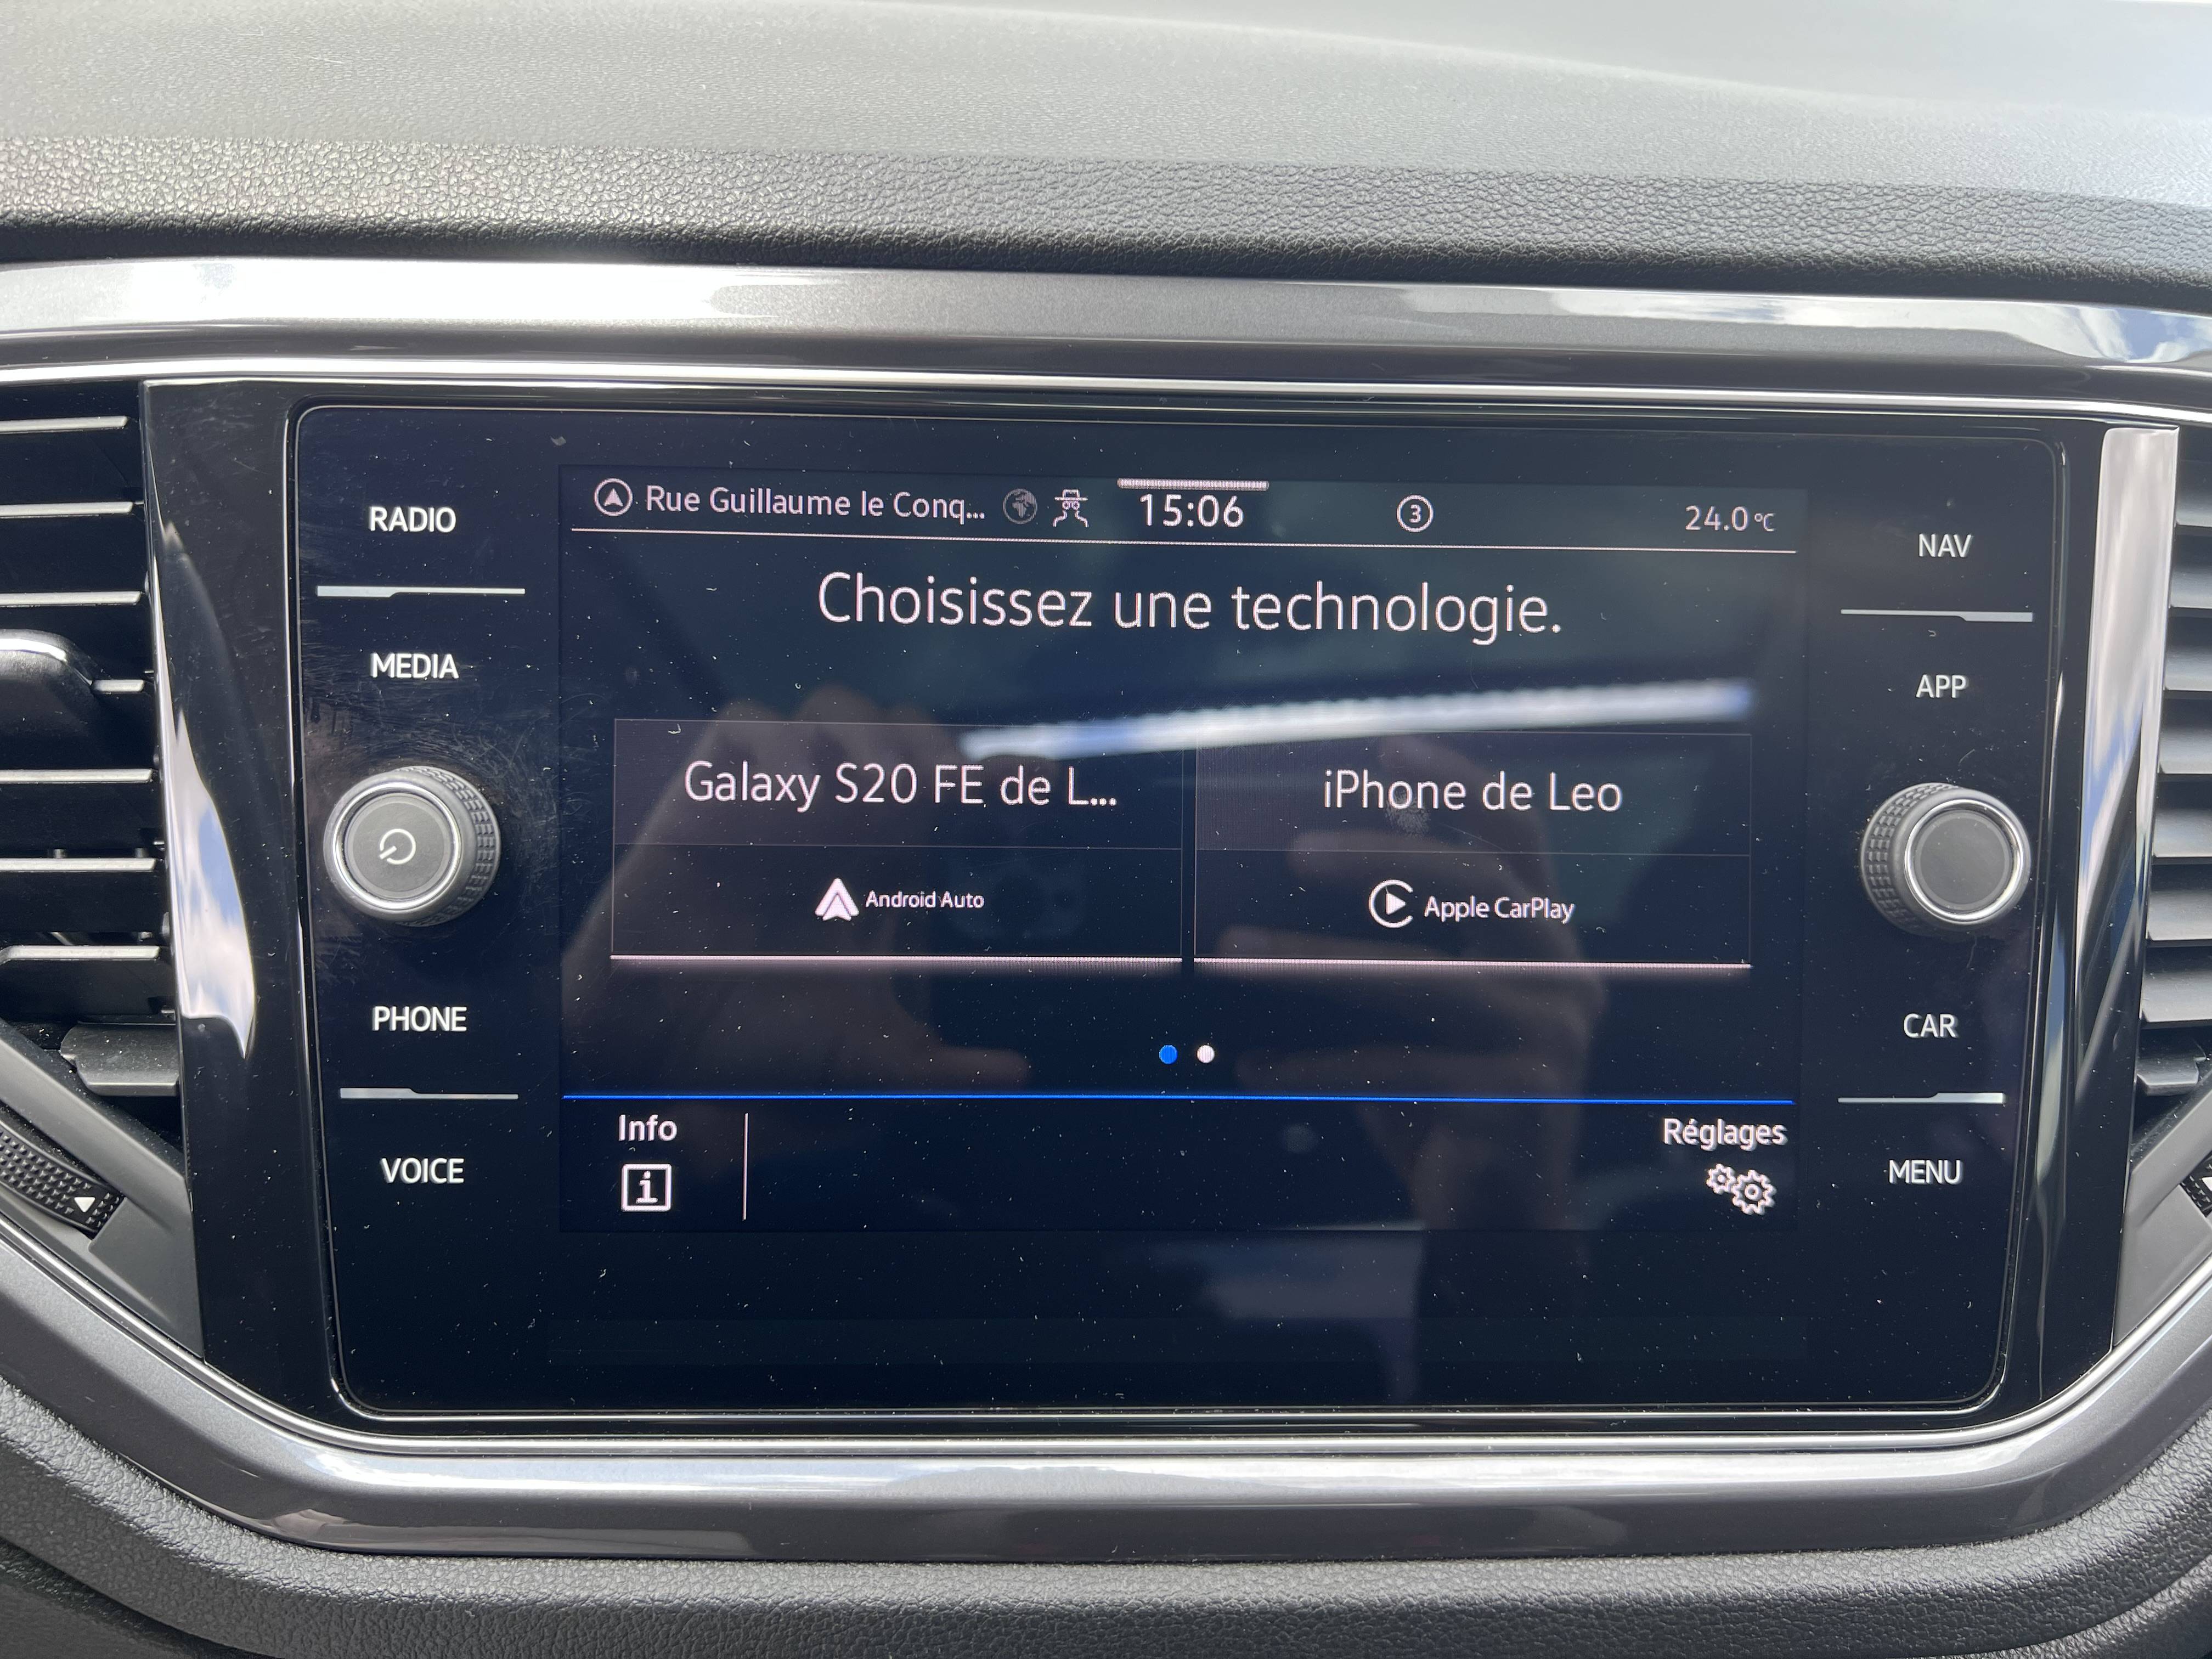 Rue Guillaume le Conq...
15:06
3
24.0 °C
RADIO
MEDIA
PHONE
VOICE
Choisissez une technologie.
Galaxy S20 FE de L...
Android Auto
iPhone de Leo
Apple CarPlay
Info
i
Réglages
NAV
APP
CAR
MENU